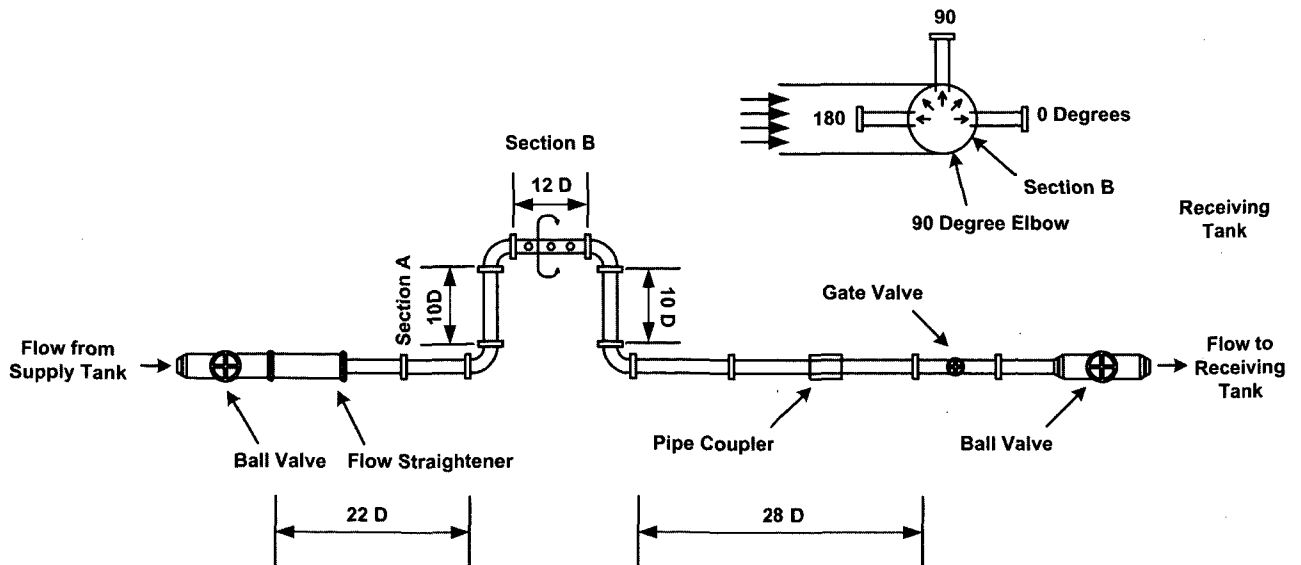 90
180
0 Degrees
Section B
90 Degree Elbow
Receiving
Tank
Section B
12 D
Section A
10D
10 D
Gate Valve
Flow from
Supply Tank
Flow to
Receiving
Tank
Ball Valve
Flow Straightener
Pipe Coupler
Ball Valve
22 D
28 D